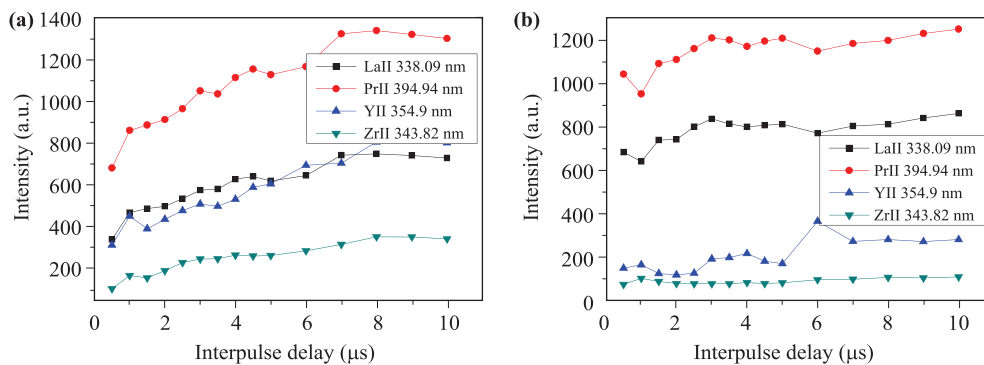 (a)
1400
1200
1000
800
600
400
200
Intensity (a.u.)
LaII 338.09 nm
PrII 394.94 nm
YII 354.9 nm
ZrII 343.82 nm
0 2 4 6 8 10
Interpulse delay (μs)
(b)
1200
1000
800
600
400
200
0
Intensity (a.u.)
LaII 338.09 nm
PrII 394.94 nm
YII 354.9 nm
ZrII 343.82 nm
0 2 4 6 8 10
Interpulse delay (μs)